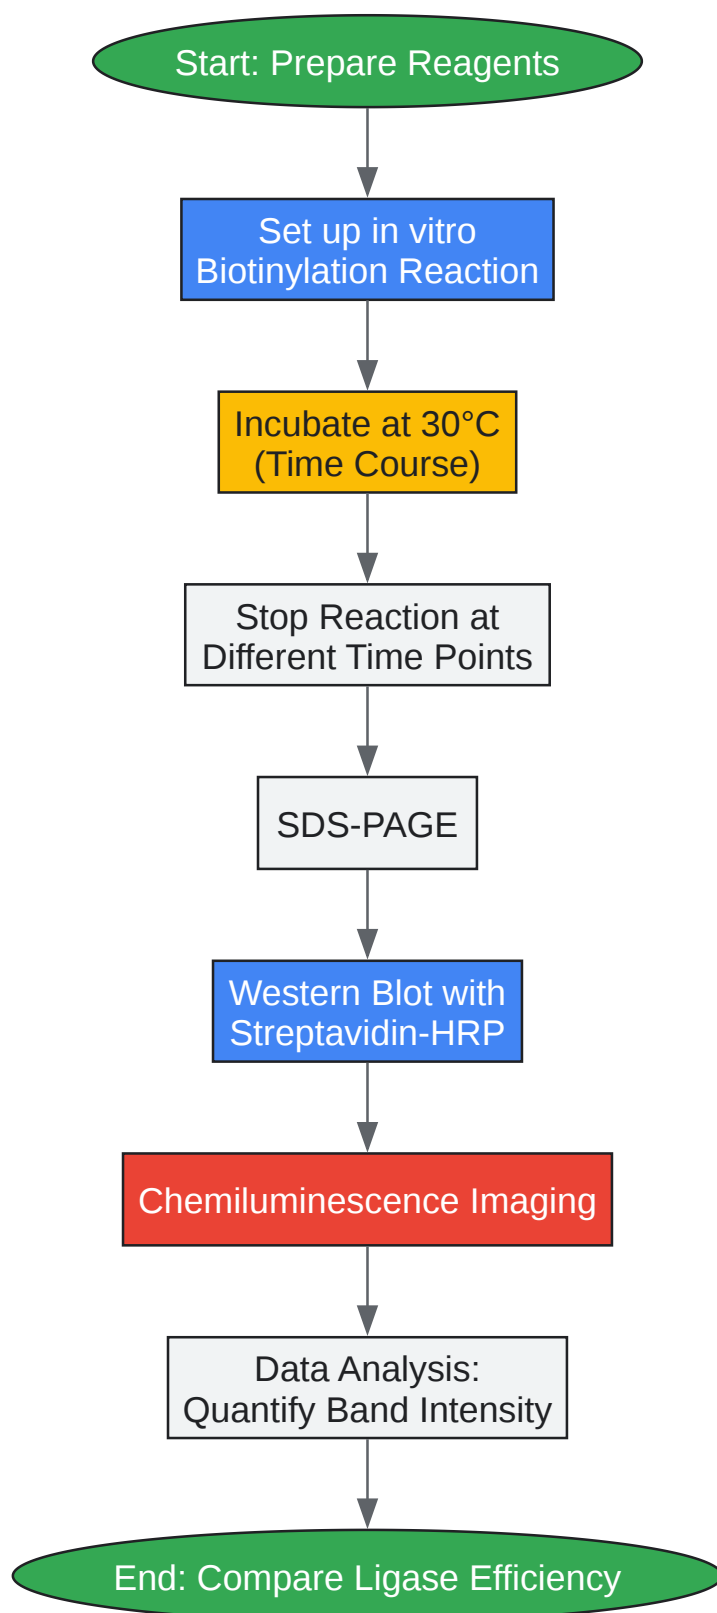 Start: Prepare Reagents
Set up in vitro
Biotinylation Reaction
Incubate at 30°C
(Time Course)
Stop Reaction at
Different Time Points
SDS-PAGE
Western Blot with
Streptavidin-HRP
Chemiluminescence Imaging
Data Analysis:
Quantify Band Intensity
End: Compare Ligase Efficiency